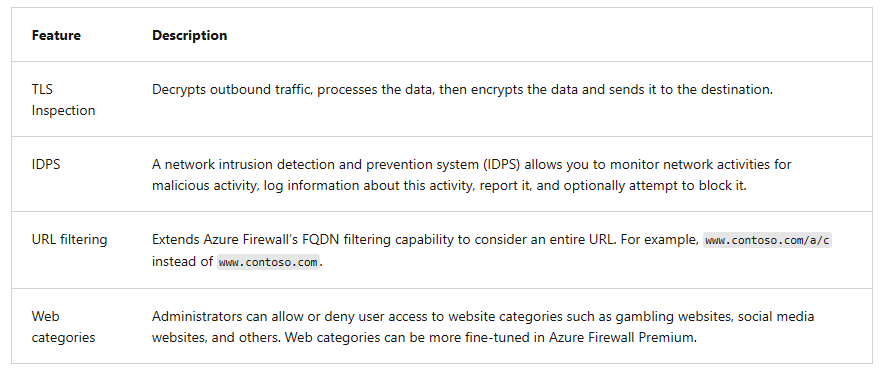 Feature Description
TLS
Inspection
Decrypts outbound traffic, processes the data, then encrypts the data and sends it to the destination.
IDPS
A network intrusion detection and prevention system (IDPS) allows you to monitor network activities for
malicious activity, log information about this activity, report it, and optionally attempt to block it.
URL filtering
Extends Azure Firewall’s FQDN filtering capability to consider an entire URL. For example, www.contoso.com/a/c
instead of www.contoso.com.
Web
categories
Administrators can allow or deny user access to website categories such as gambling websites, social media
websites, and others. Web categories can be more fine-tuned in Azure Firewall Premium.